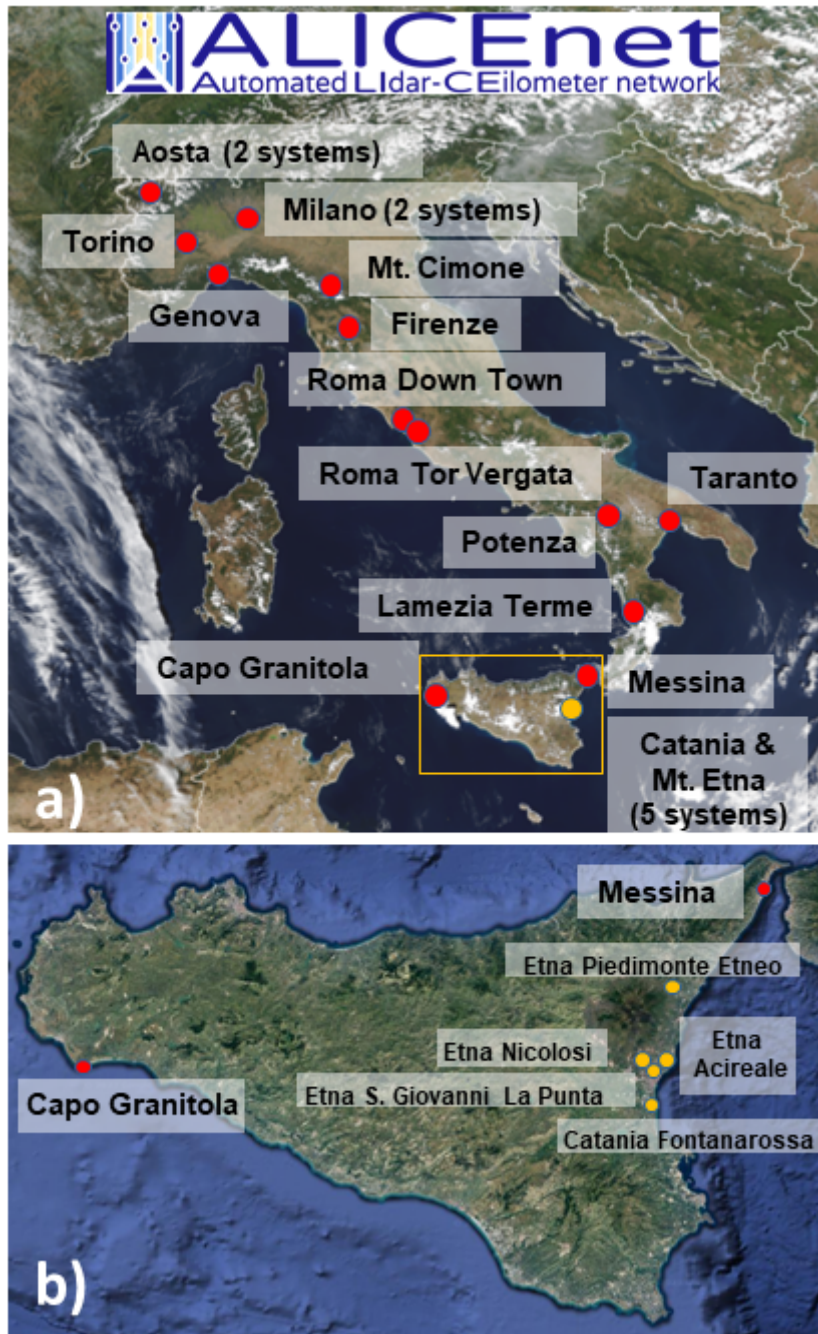 ALICEnet
Automated LIdar-CEilometer network
Aosta (2 systems)
Milano (2 systems)
Torino
Mt. Cimone
Genova
Firenze
Roma Down Town
Roma Tor Vergata
Taranto
Potenza
Lamezia Terme
Capo Granitola
Messina
Catania &
Mt. Etna
(5 systems)
a)
Messina
Etna Piedimonte Etneo
Etna Nicolosi
Etna
Acireale
Etna S. Giovanni La Punta
Capo Granitola
Catania Fontanarossa
b)